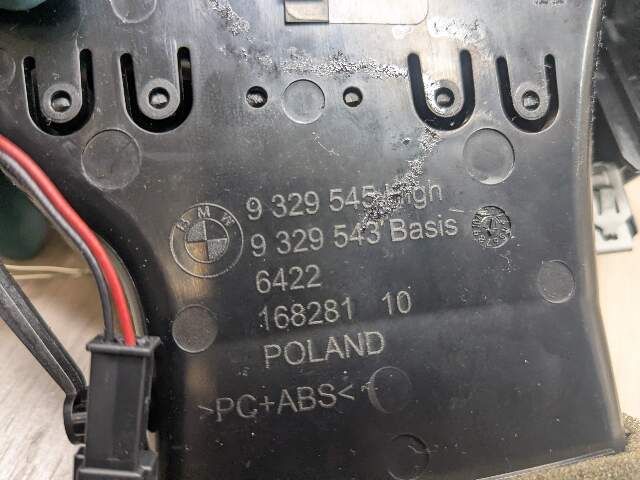 BMW
9 329 545 High
9 329 543 Basis
6422
168281 10
POLAND
>PC+ABS<